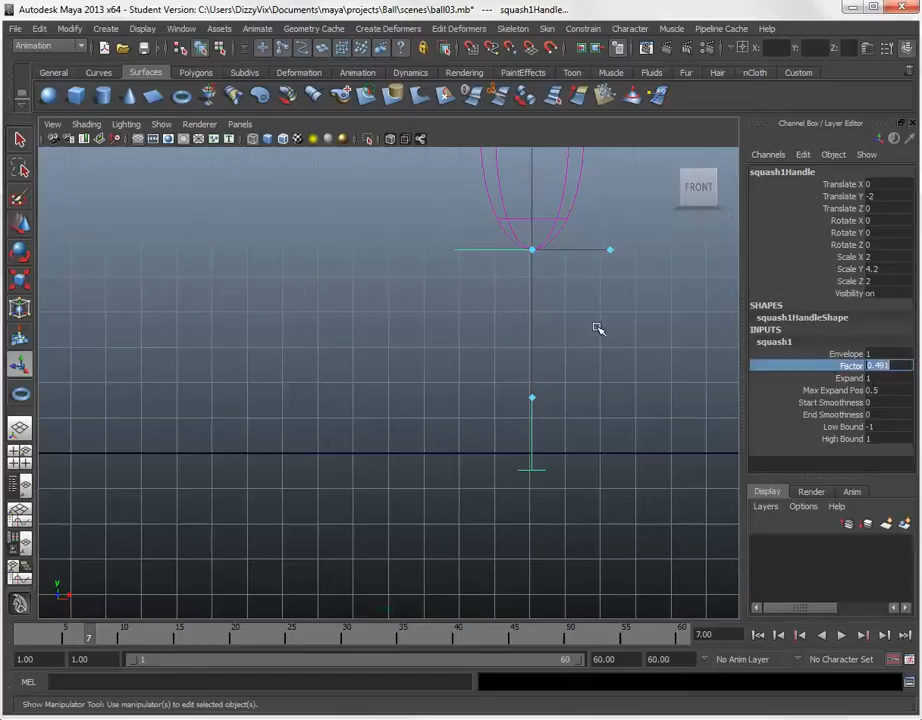 Autodesk Maya 2013 x64 - Student Version: C:\Users\DizzyVix\Documents\maya\projects\Ball\scenes\ball03.mb*  ---  squash1Handle...
File Edit Modify Create Display Window Assets Animate Geometry Cache Create Deformers Edit Deformers Skeleton Skin Constraint Character Muscle Pipeline Cache Help
Animation X: Y: Z:
General Curves Surfaces Polygons Subdivs Deformation Animation Dynamics Rendering PaintEffects Toon Muscle Fluids Fur Hair nCloth Custom
View Shading Lighting Show Renderer Panels
Channel Box / Layer Editor
Channels Edit Object Show
squash1Handle
Translate X 0
Translate Y -2
Translate Z 0
Rotate X 0
Rotate Y 0
Rotate Z 0
Scale X 2
Scale Y 4.2
Scale Z 2
Visibility on
SHAPES
squash1HandleShape
INPUTS
squash1
Envelope 1
Factor 0.491
Expand 1
Max Expand Pos 0.5
Start Smoothness 0
End Smoothness 0
Low Bound -1
High Bound 1
FRONT
Display Render Anim
Layers Options Help
y
5 7 10 15 20 25 30 35 40 45 50 55 60 7.00
1.00 1.00 1 60 60.00 60.00 No Anim Layer No Character Set
MEL
Show Manipulator Tool: Use manipulator(s) to edit selected object(s).